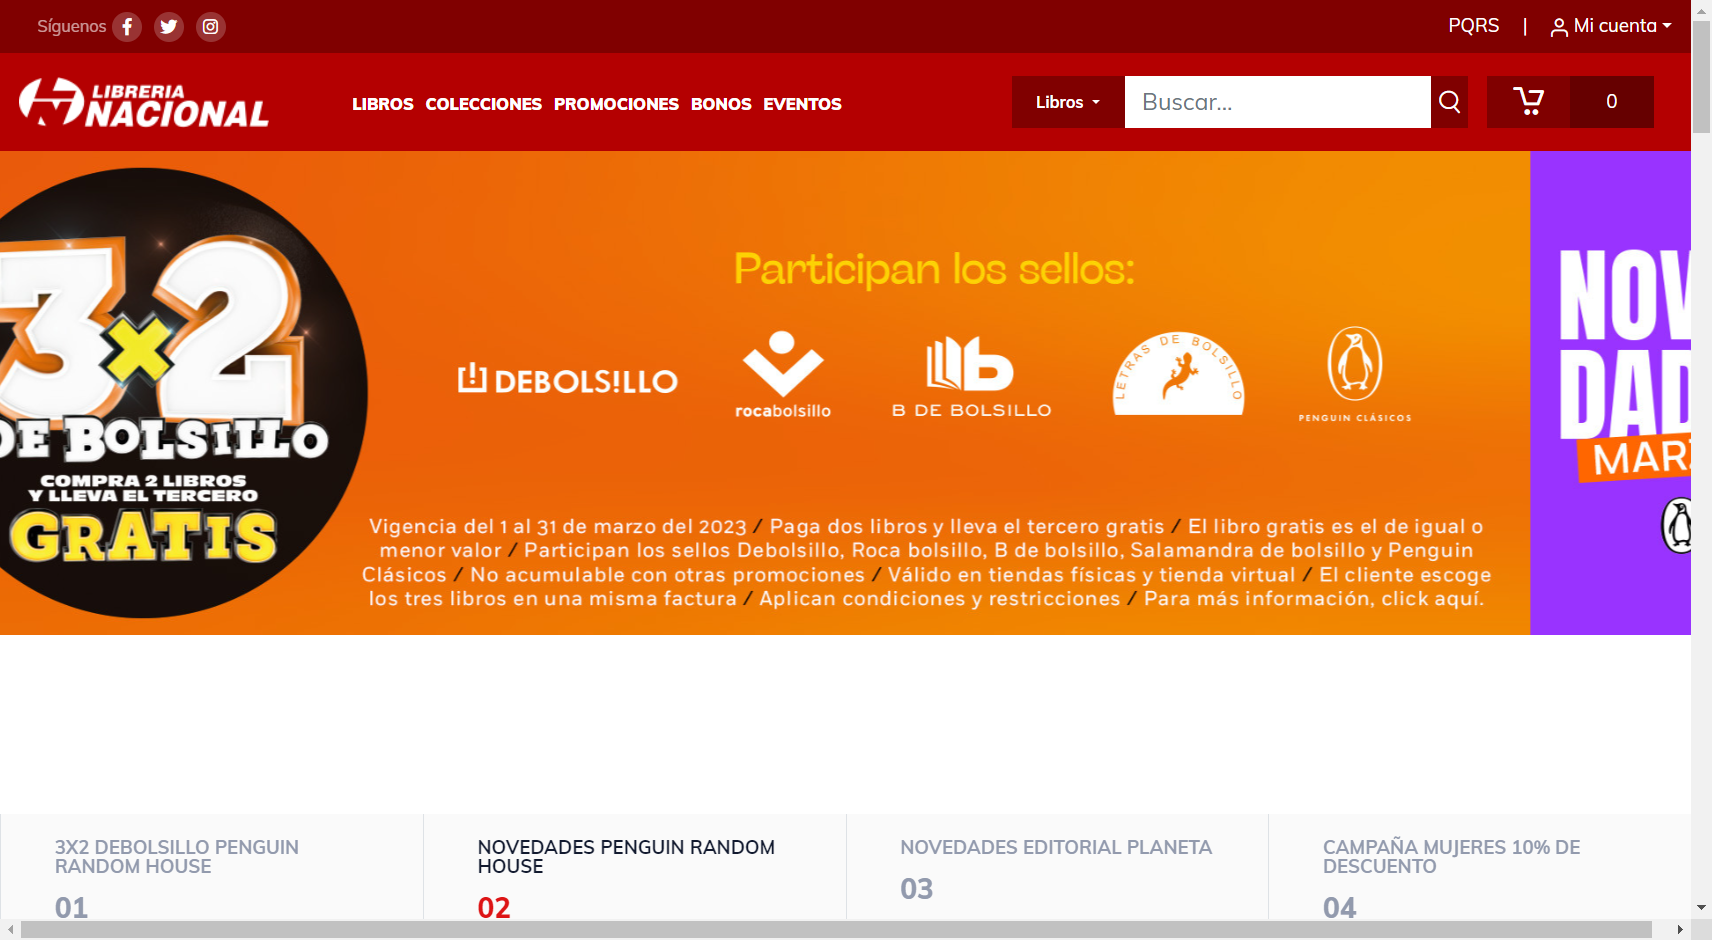 Síguenos
PQRS | Mi cuenta
LIBRERIA
NACIONAL
LIBROS COLECCIONES PROMOCIONES BONOS EVENTOS
Libros
Buscar...
0
3x2
DE BOLSILLO
COMPRA 2 LIBROS
Y LLEVA EL TERCERO
GRATIS
Participan los sellos:
DEBOLS!LLO
rocabolsillo
B DE BOLSILLO
LETRAS DE BOLSILLO
PENGUIN CLÁSICOS
Vigencia del 1 al 31 de marzo del 2023 / Paga dos libros y lleva el tercero gratis / El libro gratis es el de igual o
menor valor / Participan los sellos Debolsillo, Roca bolsillo, B de bolsillo, Salamandra de bolsillo y Penguin
Clásicos / No acumulable con otras promociones / Válido en tiendas físicas y tienda virtual / El cliente escoge
los tres libros en una misma factura / Aplican condiciones y restricciones / Para más información, click aquí.
NOV
DAD
MAR
3X2 DEBOLSILLO PENGUIN
RANDOM HOUSE
01
NOVEDADES PENGUIN RANDOM
HOUSE
02
NOVEDADES EDITORIAL PLANETA
03
CAMPAÑA MUJERES 10% DE
DESCUENTO
04